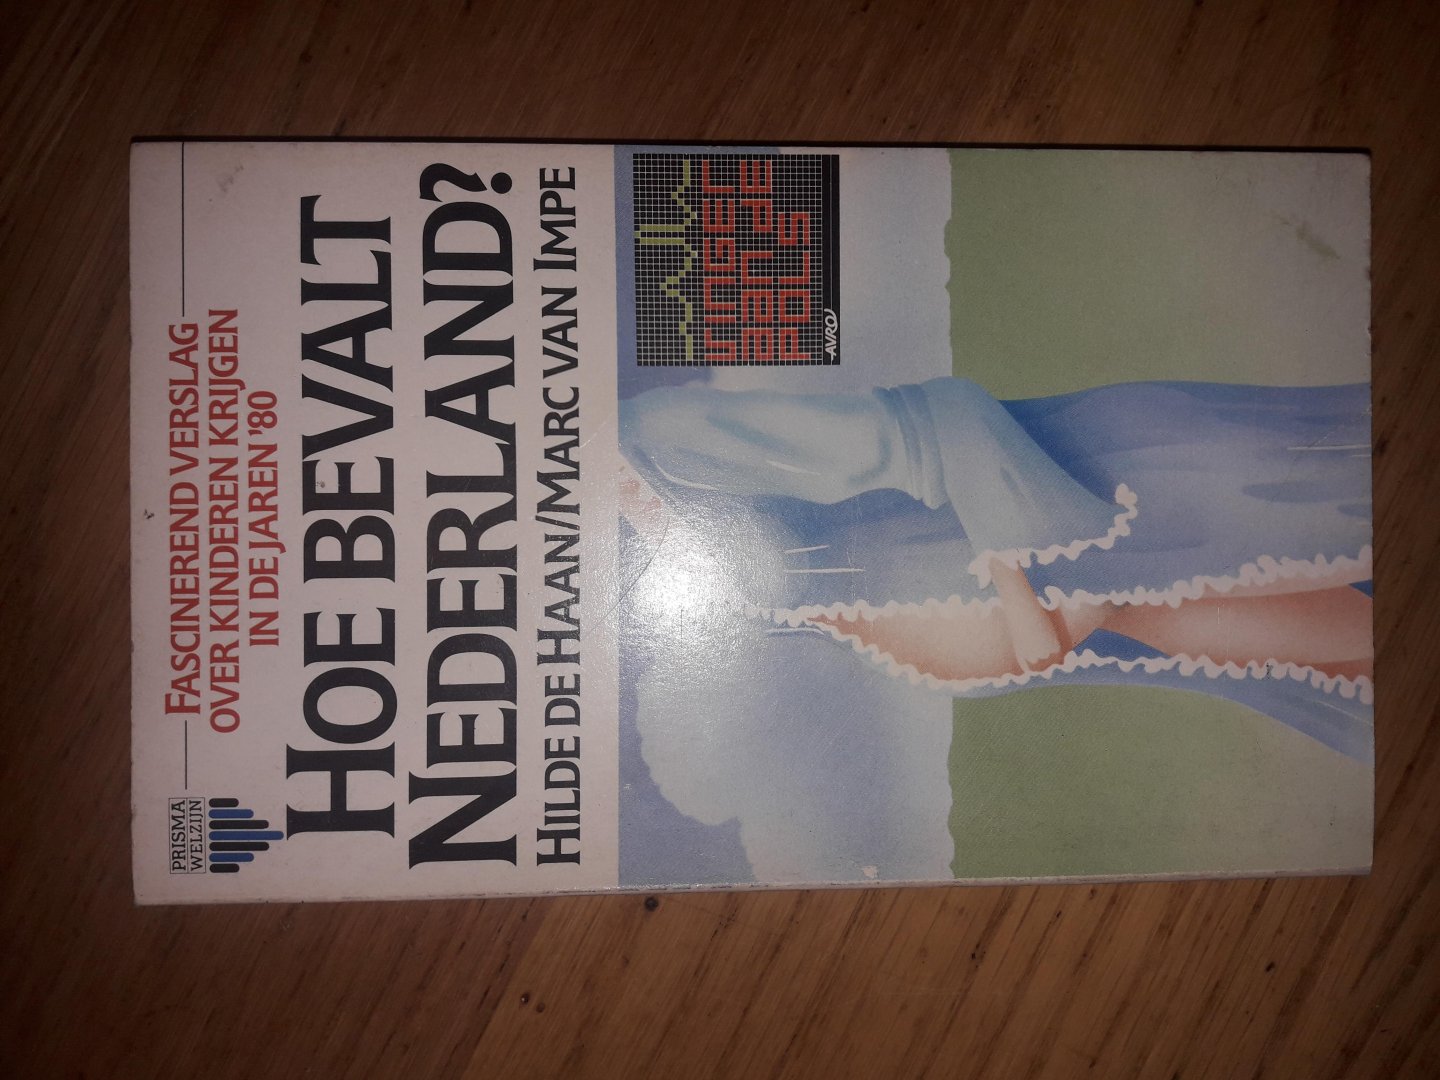 PRISMA
WELZIJN
FASCINEREND VERSLAG
OVER KINDEREN KRIJGEN
IN DE JAREN '80
HOE BEVALT
NEDERLAND?
HILDE DE HAAN/MARC VAN IMPE
VINGER
aan de
POLS
AVRO